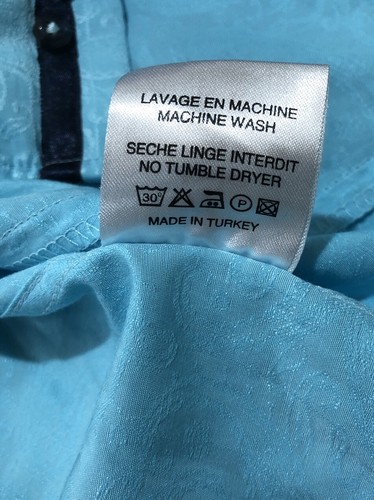 LAVAGE EN MACHINE
MACHINE WASH
SECHE LINGE INTERDIT
NO TUMBLE DRYER
30° P
MADE IN TURKEY